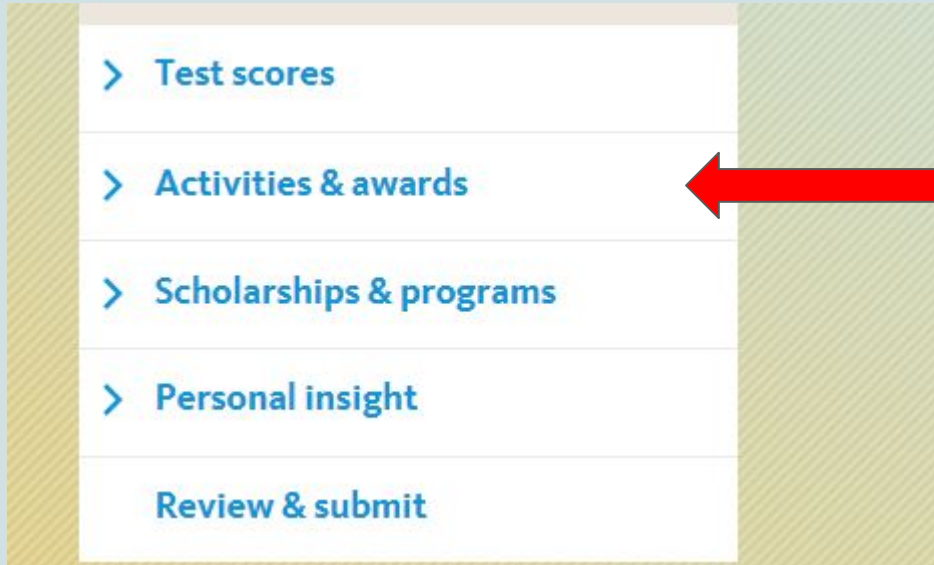 Test scores
Activities & awards
Scholarships & programs
Personal insight
Review & submit